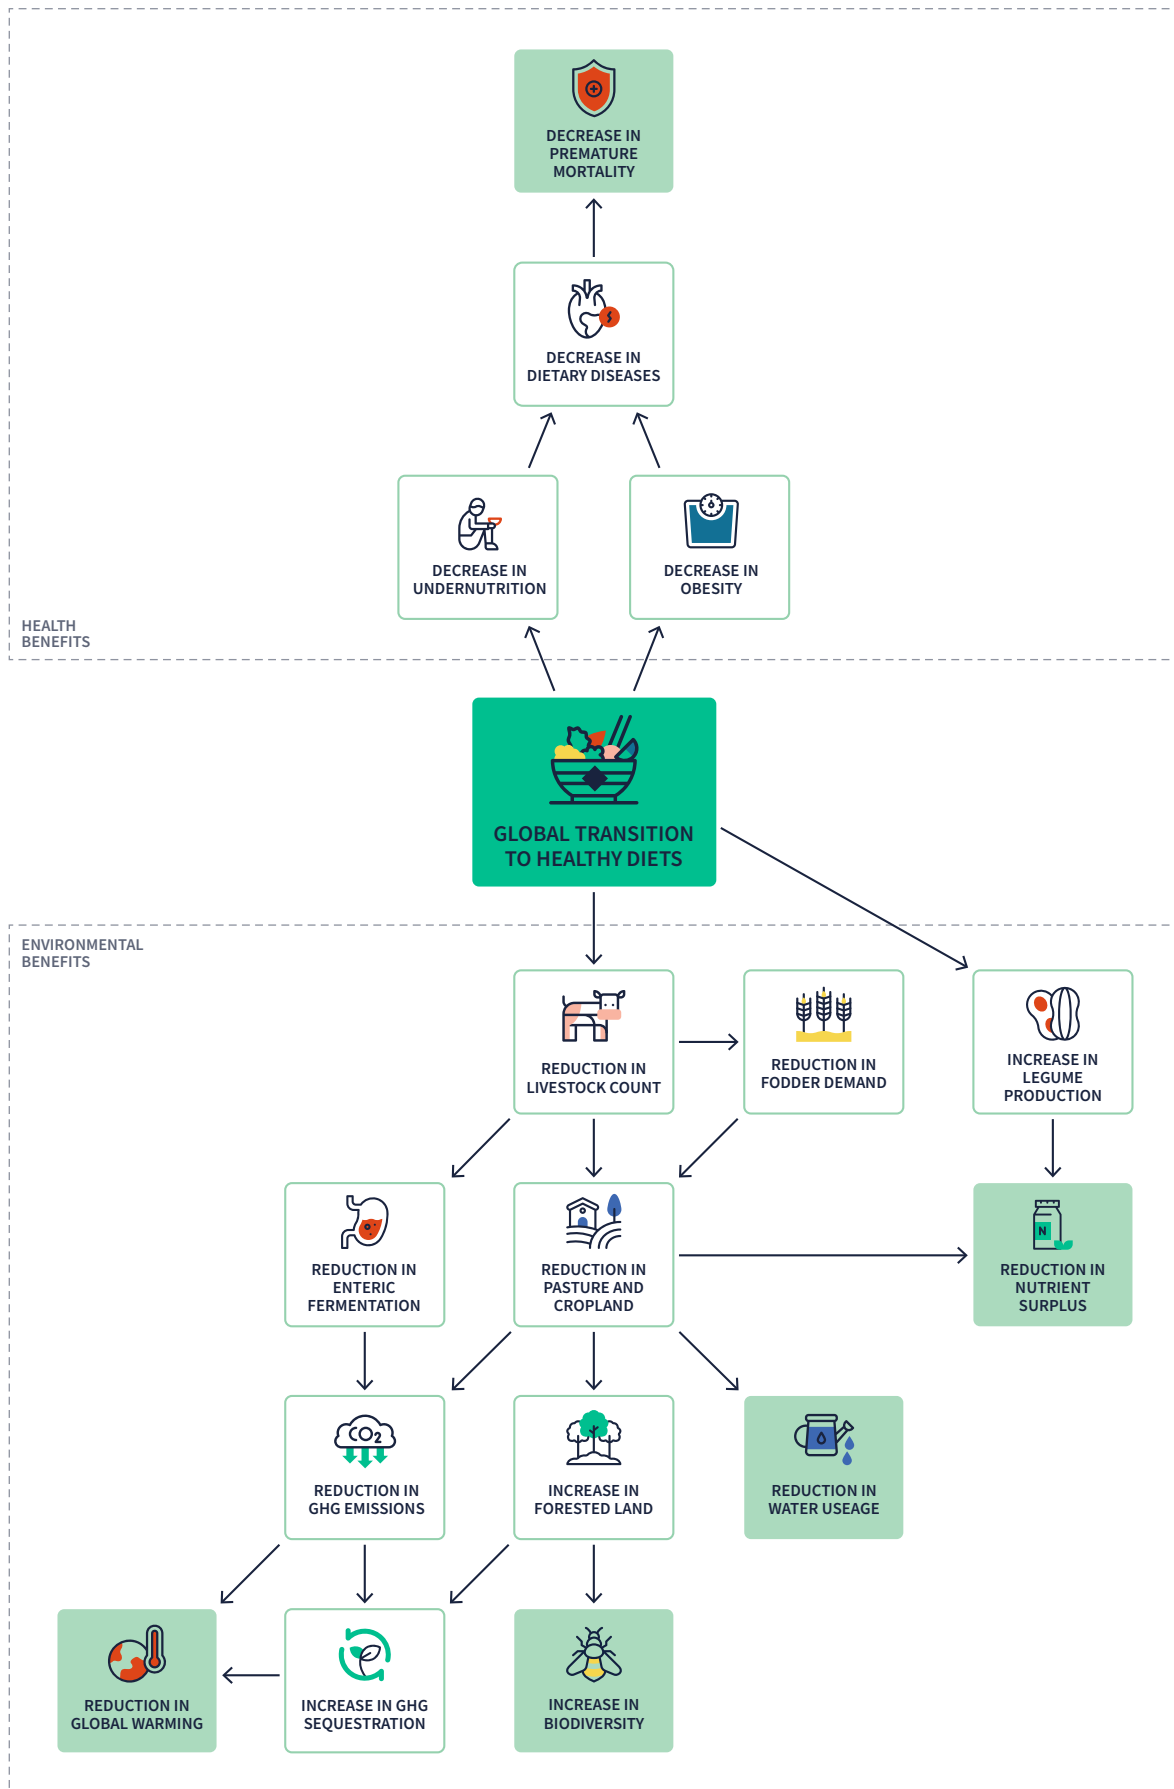 DECREASE IN
PREMATURE
MORTALITY
DECREASE IN
DIETARY DISEASES
DECREASE IN
UNDERNUTRITION
DECREASE IN
OBESITY
HEALTH
BENEFITS
GLOBAL TRANSITION
TO HEALTHY DIETS
ENVIRONMENTAL
BENEFITS
REDUCTION IN
LIVESTOCK COUNT
REDUCTION IN
FODDER DEMAND
INCREASE IN
LEGUME
PRODUCTION
REDUCTION IN
ENTERIC
FERMENTATION
REDUCTION IN
PASTURE AND
CROPLAND
N
REDUCTION IN
NUTRIENT
SURPLUS
CO2
REDUCTION IN
GHG EMISSIONS
INCREASE IN
FORESTED LAND
REDUCTION IN
WATER USEAGE
REDUCTION IN
GLOBAL WARMING
INCREASE IN GHG
SEQUESTRATION
INCREASE IN
BIODIVERSITY